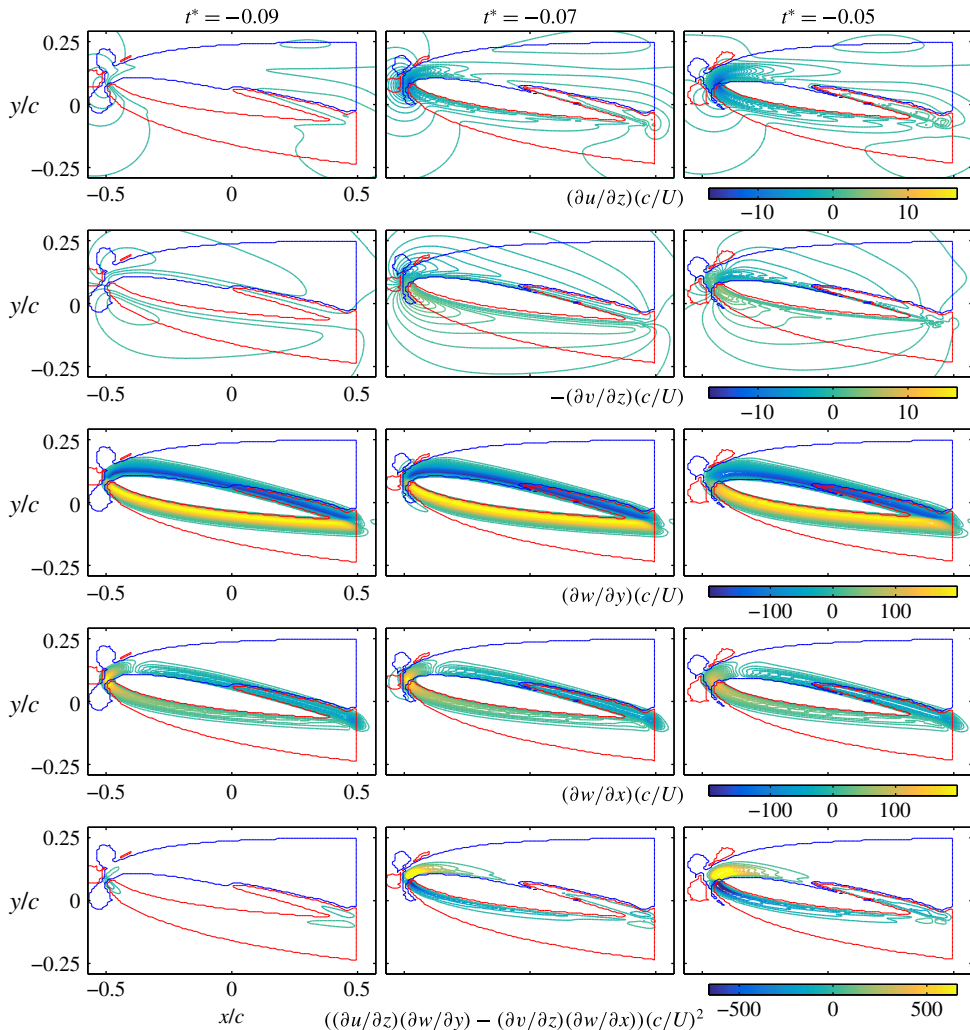 t* = −0.09 t* = −0.07 t* = −0.05
0.25
y/c 0
−0.25
−0.5 0 0.5 (∂u/∂z)(c/U) −10 0 10
0.25
y/c 0
−0.25
−0.5 0 0.5 −(∂v/∂z)(c/U) −10 0 10
0.25
y/c 0
−0.25
−0.5 0 0.5 (∂w/∂y)(c/U) −100 0 100
0.25
y/c 0
−0.25
−0.5 0 0.5 (∂w/∂x)(c/U) −100 0 100
0.25
y/c 0
−0.25
−0.5 0 0.5 −500 0 500
x/c ((∂u/∂z)(∂w/∂y) − (∂v/∂z)(∂w/∂x))(c/U)²